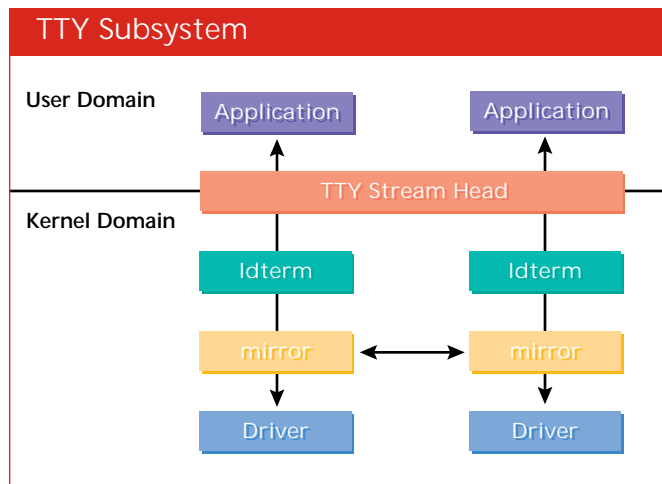 TTY Subsystem
User Domain
Application
Application
TTY Stream Head
Kernel Domain
ldterm
ldterm
mirror
mirror
Driver
Driver